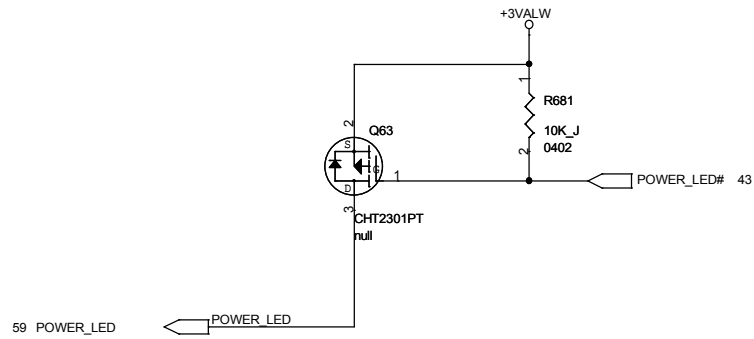 +3VALW
1
R681
10K_J
0402
2
2
Q63
S
G
D
1
3
CHT2301PT
null
POWER_LED# 43
59 POWER_LED
POWER_LED